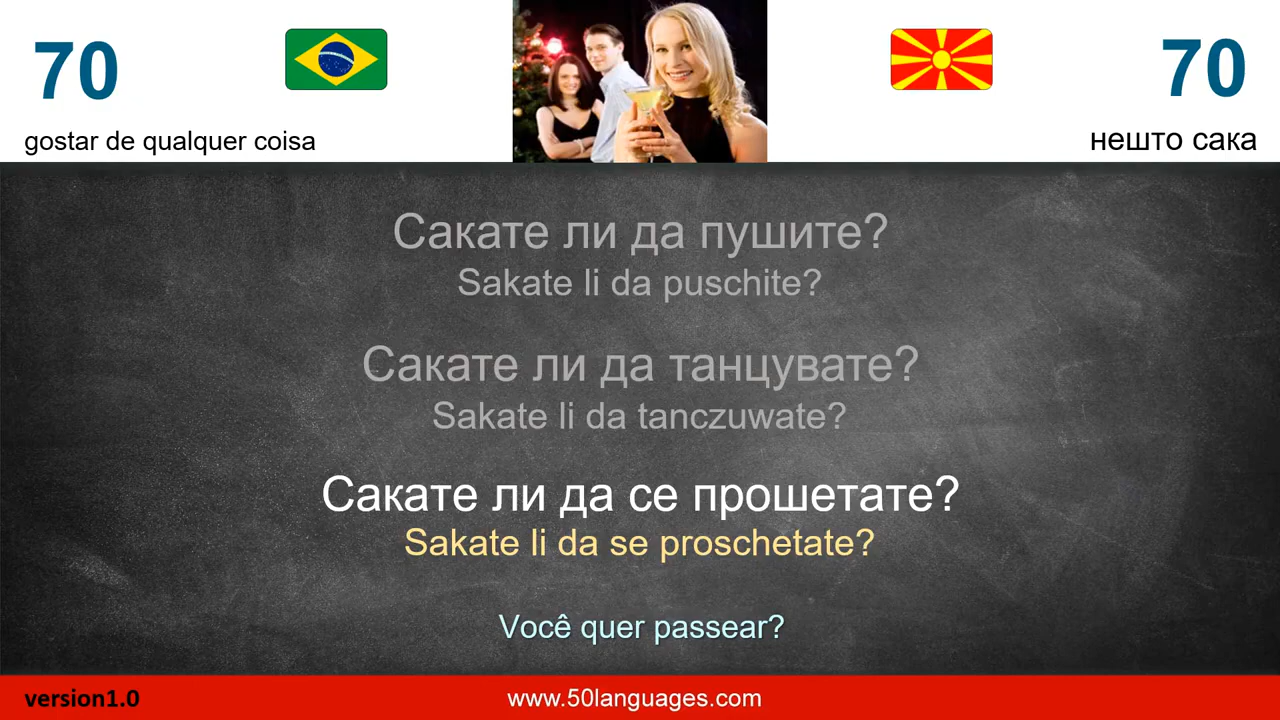 70
70
gostar de qualquer coisa
нешто сака
Сакате ли да пушите?
Sakate li da puschite?
Сакате ли да танцувате?
Sakate li da tanczuwate?
Сакате ли да се прошетате?
Sakate li da se proschetate?
Você quer passear?
version1.0
www.50languages.com